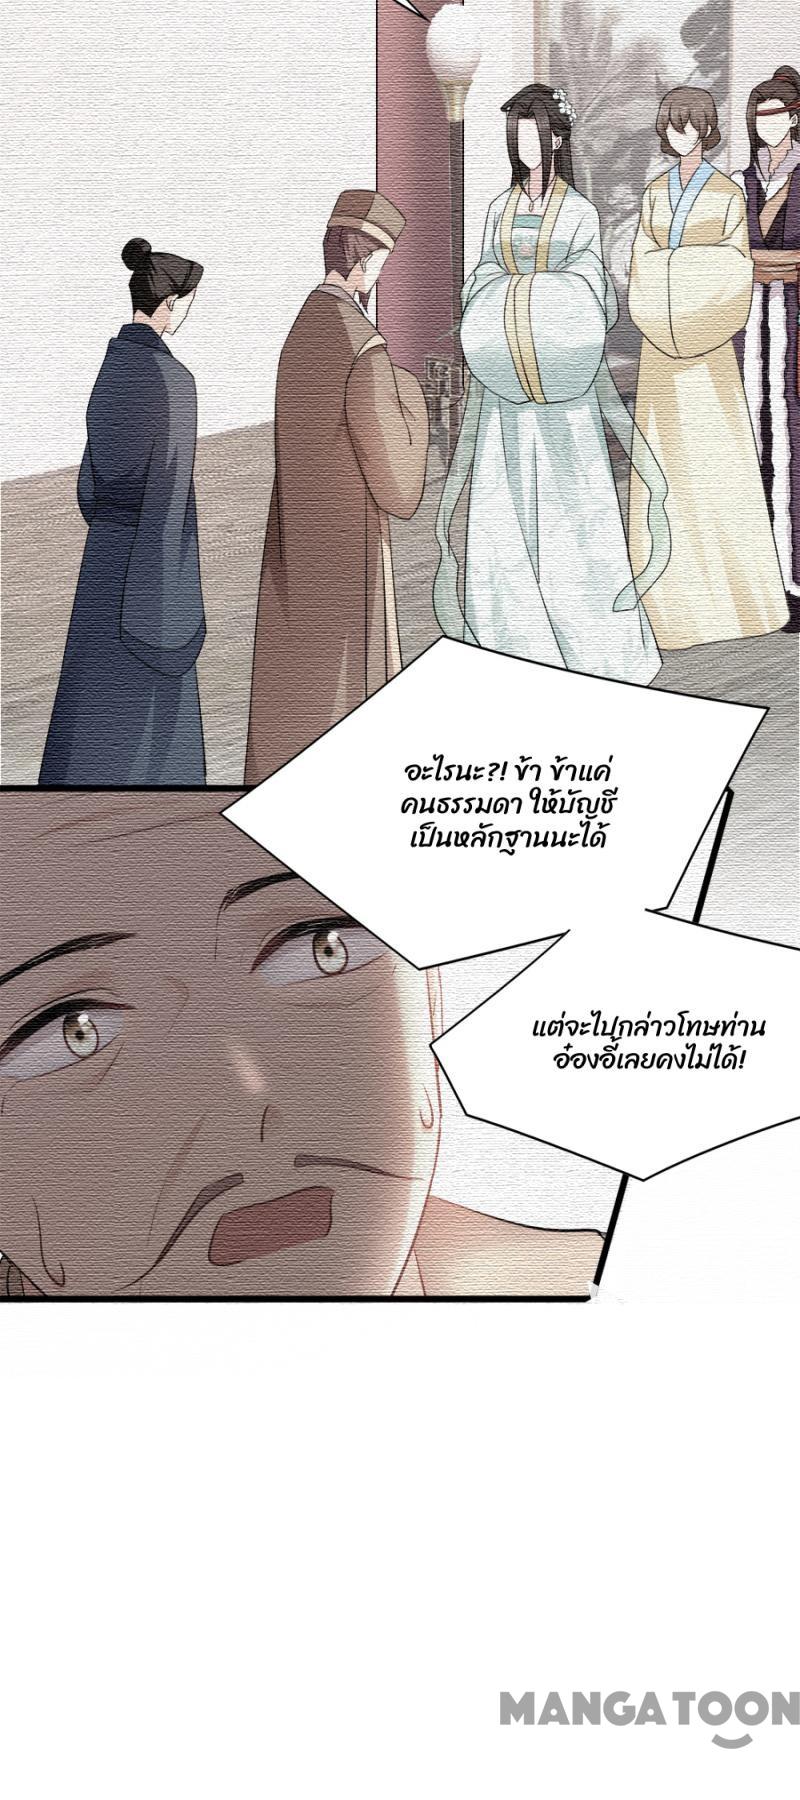 อะไรนะ?! ข้า ข้าแค่
คนธรรมดา ให้บัญชี
เป็นหลักฐานนะได้
แต่จะไปกล่าวโทษท่าน
อ๋องอี้เลยคงไม่ได้!
MANGATOON